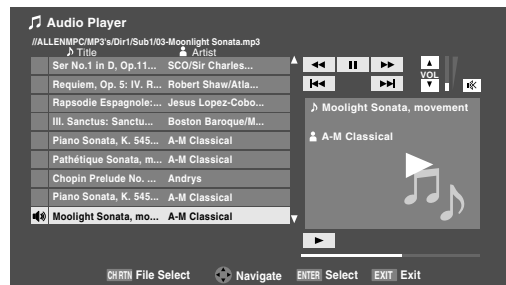 Audio Player
//ALLENMPC/MP3's/Dir1/Sub1/03-Moonlight Sonata.mp3
Title Artist
Ser No.1 in D, Op.11... SCO/Sir Charles...
Requiem, Op. 5: IV. R... Robert Shaw/Atla...
Rapsodie Espagnole:... Jesus Lopez-Cobo...
III. Sanctus: Sanctu... Boston Baroque/M...
Piano Sonata, K. 545... A-M Classical
Pathétique Sonata, m... A-M Classical
Chopin Prelude No. ... Andrys
Piano Sonata, K. 545... A-M Classical
Moolight Sonata, mo... A-M Classical
VOL
Moolight Sonata, movement
A-M Classical
CH RTN File Select Navigate ENTER Select EXIT Exit